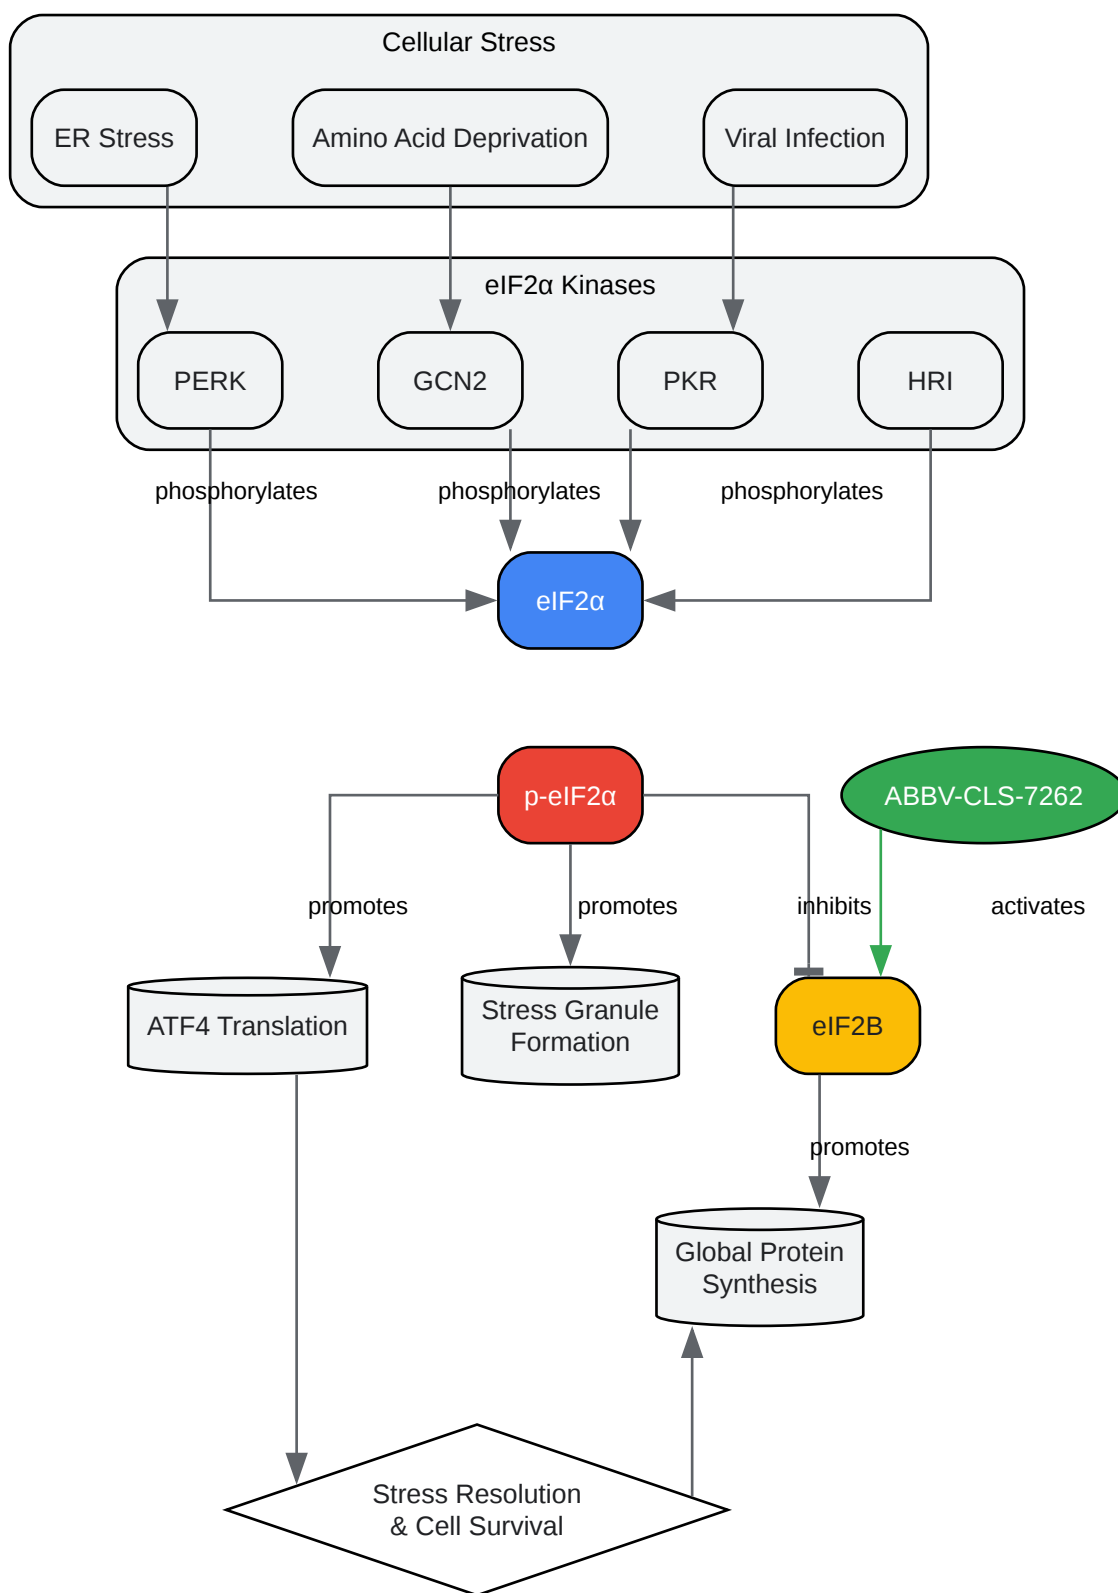 Cellular Stress
ER Stress
Amino Acid Deprivation
Viral Infection
eIF2α Kinases
PERK
GCN2
PKR
HRI
phosphorylates
phosphorylates
phosphorylates
eIF2α
p-eIF2α
ABBV-CLS-7262
promotes
promotes
inhibits
activates
ATF4 Translation
Stress Granule
Formation
eIF2B
promotes
Global Protein
Synthesis
Stress Resolution
& Cell Survival